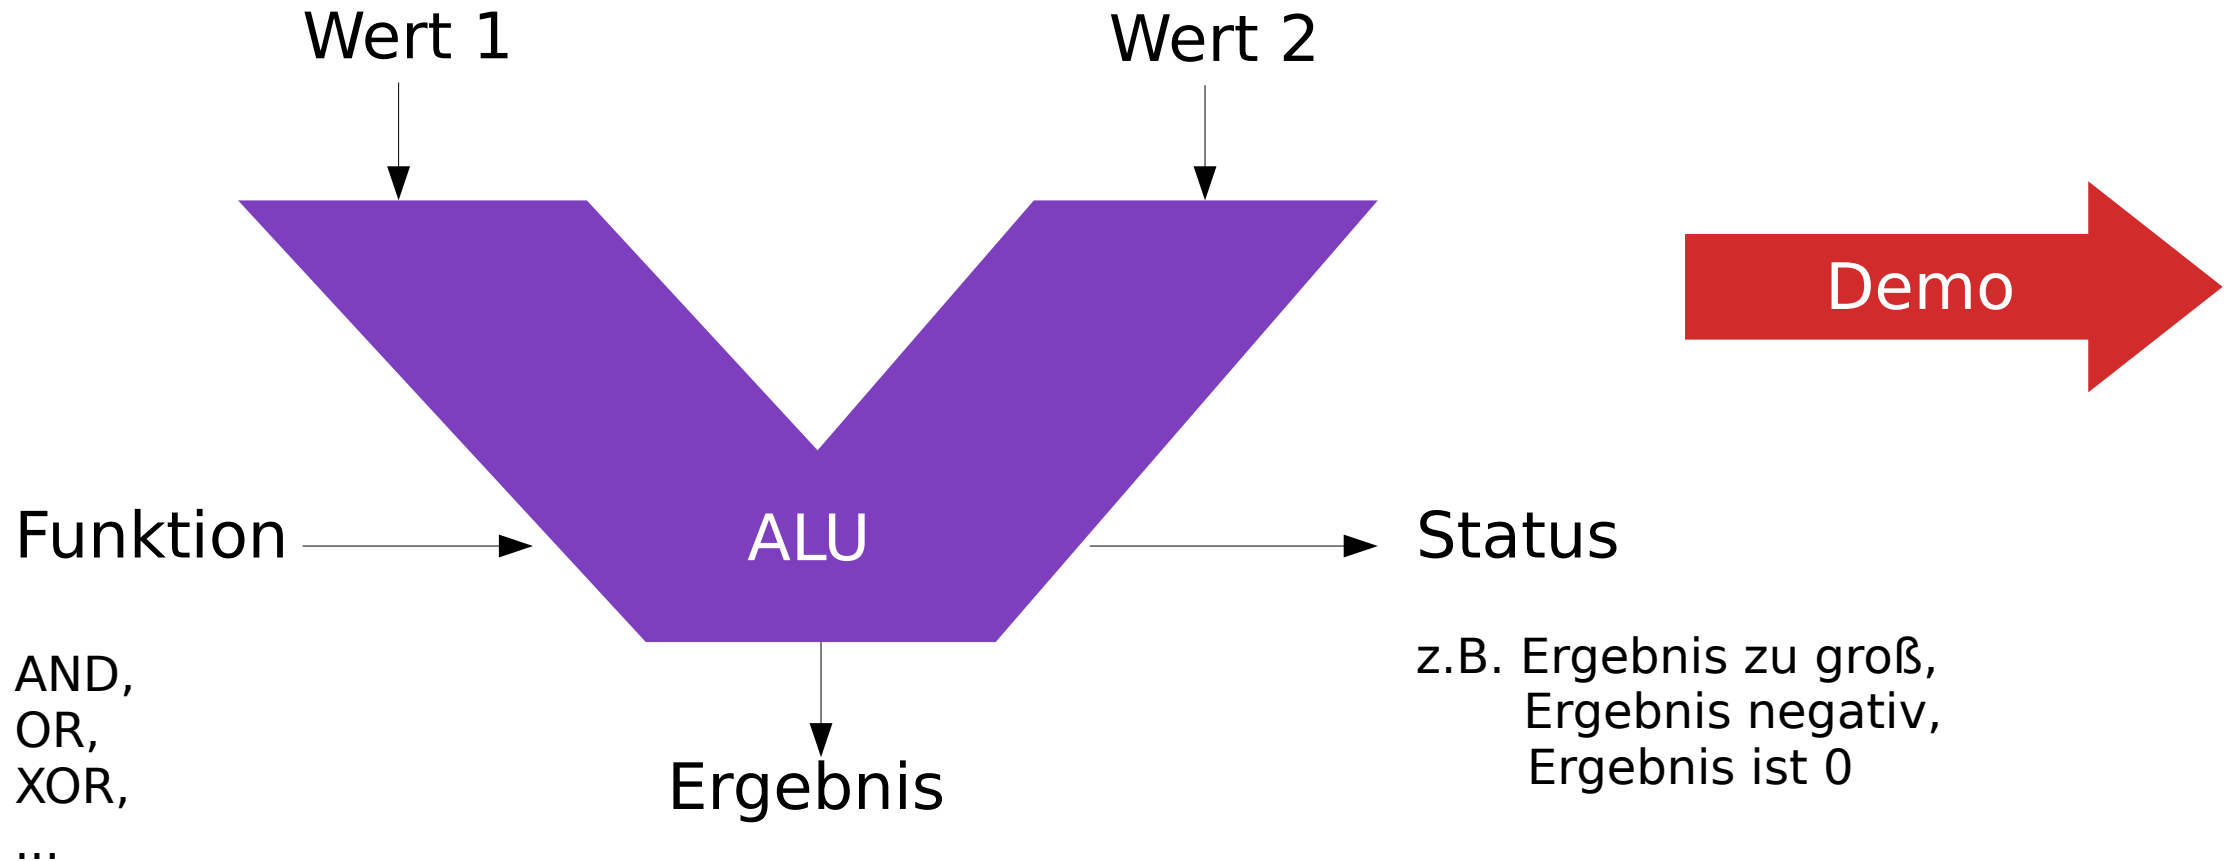 Wert 1
Wert 2
Demo
Funktion
ALU
Status
AND,
OR,
XOR,
...
z.B. Ergebnis zu groß,
Ergebnis negativ,
Ergebnis ist 0
Ergebnis